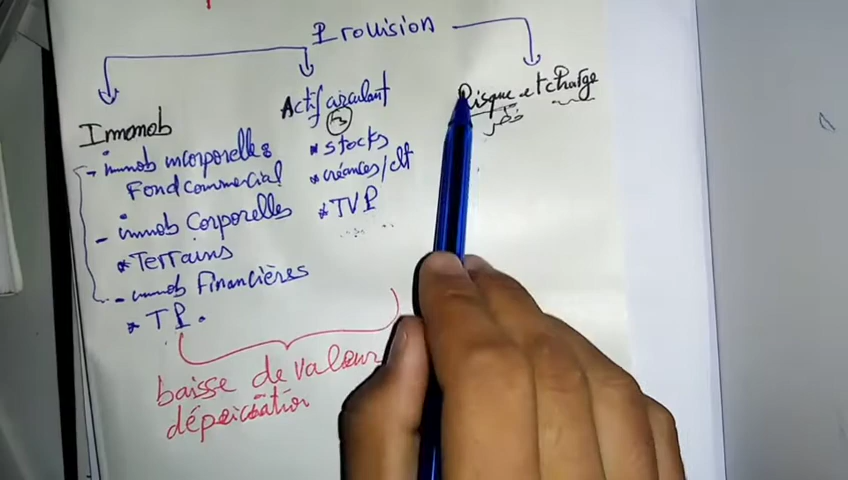 Provision
Immob
- immob incorporelles
Fond commercial
- immob Corporelles
* Terrains
- immob Financières
* TP.
Actif circulant
* stocks
* créances/clt
* TVP
Risque et charge
خطر
baisse de valeur
dépréciation